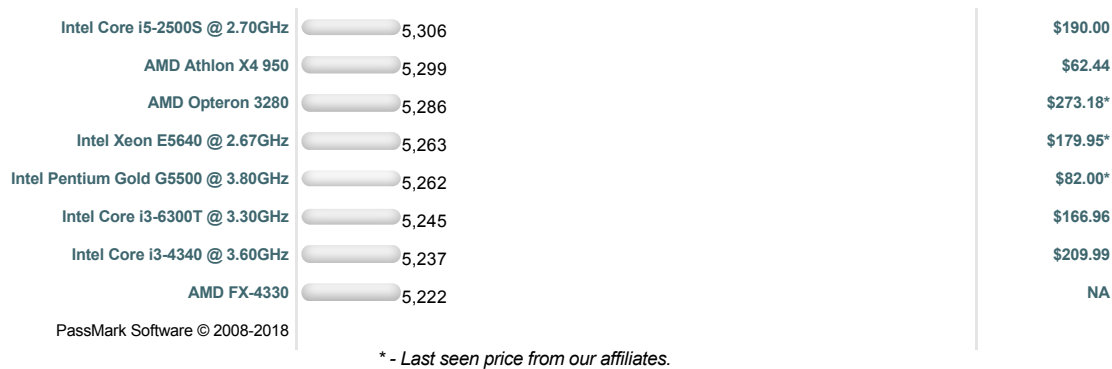 Intel Core i5-2500S @ 2.70GHz 5,306 $190.00
AMD Athlon X4 950 5,299 $62.44
AMD Opteron 3280 5,286 $273.18*
Intel Xeon E5640 @ 2.67GHz 5,263 $179.95*
Intel Pentium Gold G5500 @ 3.80GHz 5,262 $82.00*
Intel Core i3-6300T @ 3.30GHz 5,245 $166.96
Intel Core i3-4340 @ 3.60GHz 5,237 $209.99
AMD FX-4330 5,222 NA
PassMark Software © 2008-2018
* - Last seen price from our affiliates.